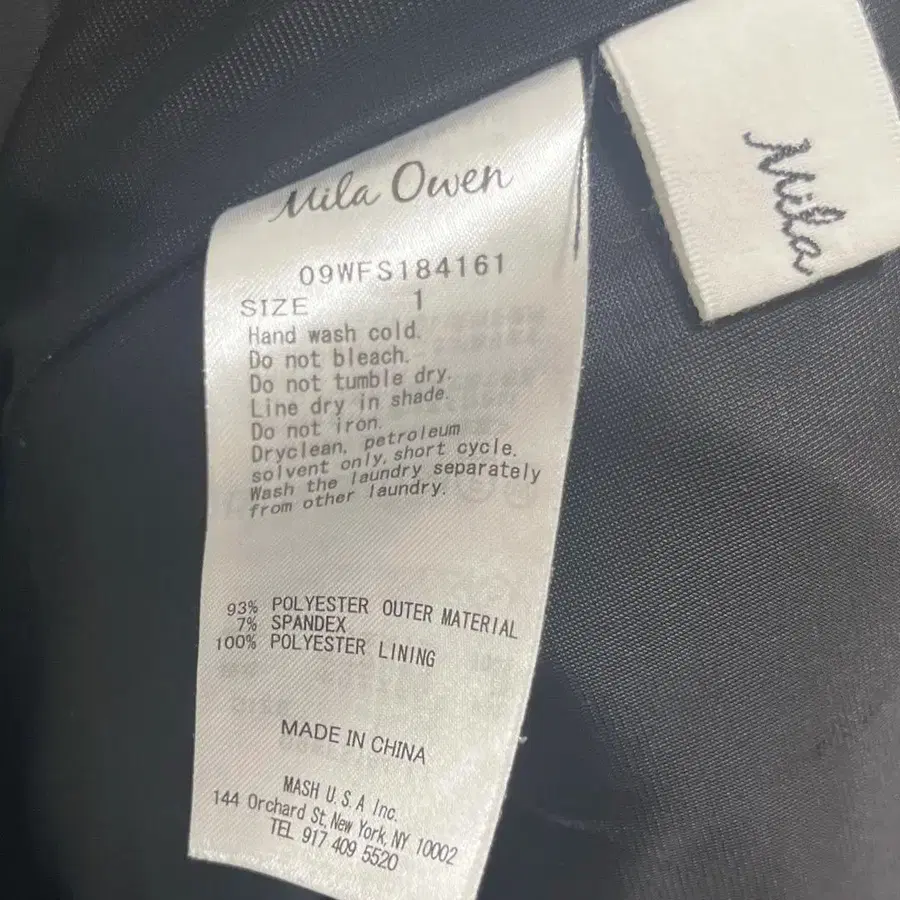 Mila Owen
09WFS184161
SIZE 1
Hand wash cold.
Do not bleach.
Do not tumble dry.
Line dry in shade.
Do not iron.
Dryclean, petroleum
solvent only, short cycle.
Wash the laundry separately
from other laundry.
93% POLYESTER OUTER MATERIAL
7% SPANDEX
100% POLYESTER LINING
MADE IN CHINA
MASH U.S.A Inc.
144 Orchard St, New York, NY 10002
TEL 917 409 5520
Mila